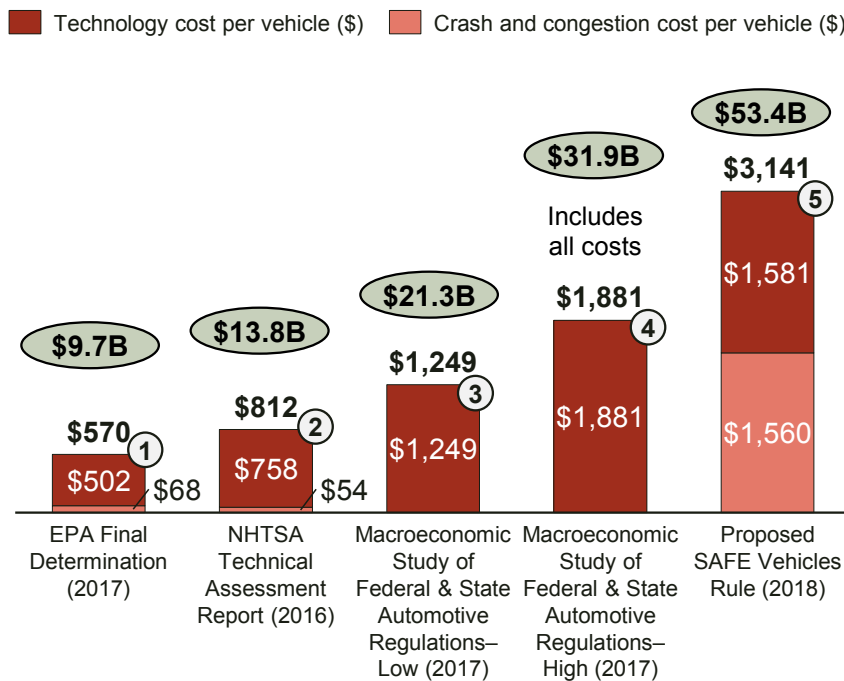 Technology cost per vehicle ($)
Crash and congestion cost per vehicle ($)
$53.4B
$31.9B
$3,141
5
Includes
all costs
$1,581
$21.3B
$1,881
4
$13.8B
$9.7B
$1,249
3
$812
2
$1,881
$570
1
$1,249
$1,560
$758
$502
$68
$54
EPA Final
Determination
(2017)
NHTSA
Technical
Assessment
Report (2016)
Macroeconomic
Study of
Federal & State
Automotive
Regulations–
Low (2017)
Macroeconomic
Study of
Federal & State
Automotive
Regulations–
High (2017)
Proposed
SAFE Vehicles
Rule (2018)